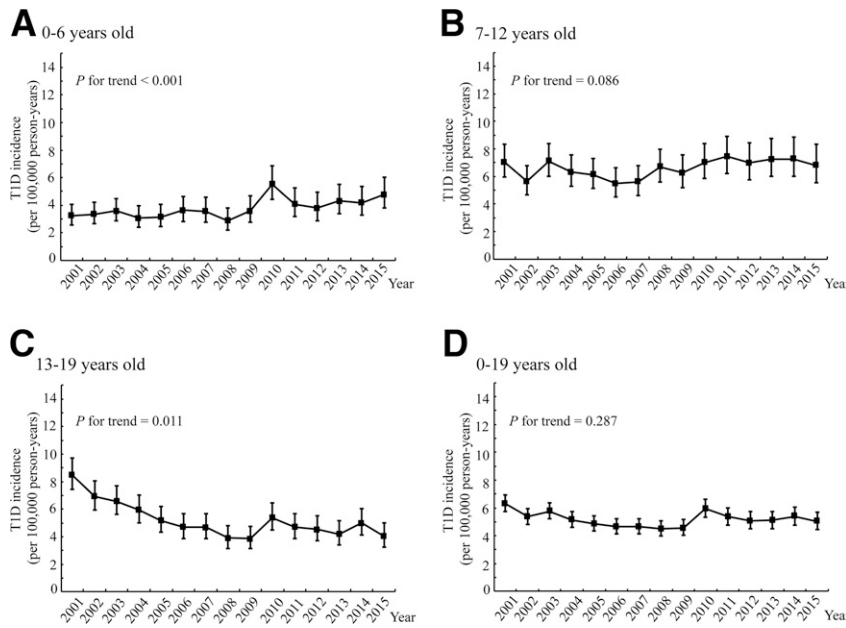 A 0-6 years old
P for trend < 0.001
T1D incidence
(per 100,000 person-years)
14
12
10
8
6
4
2
0
2001 2002 2003 2004 2005 2006 2007 2008 2009 2010 2011 2012 2013 2014 2015 Year
B 7-12 years old
P for trend = 0.086
T1D incidence
(per 100,000 person-years)
14
12
10
8
6
4
2
0
2001 2002 2003 2004 2005 2006 2007 2008 2009 2010 2011 2012 2013 2014 2015 Year
C 13-19 years old
P for trend = 0.011
T1D incidence
(per 100,000 person-years)
14
12
10
8
6
4
2
0
2001 2002 2003 2004 2005 2006 2007 2008 2009 2010 2011 2012 2013 2014 2015 Year
D 0-19 years old
P for trend = 0.287
T1D incidence
(per 100,000 person-years)
14
12
10
8
6
4
2
0
2001 2002 2003 2004 2005 2006 2007 2008 2009 2010 2011 2012 2013 2014 2015 Year